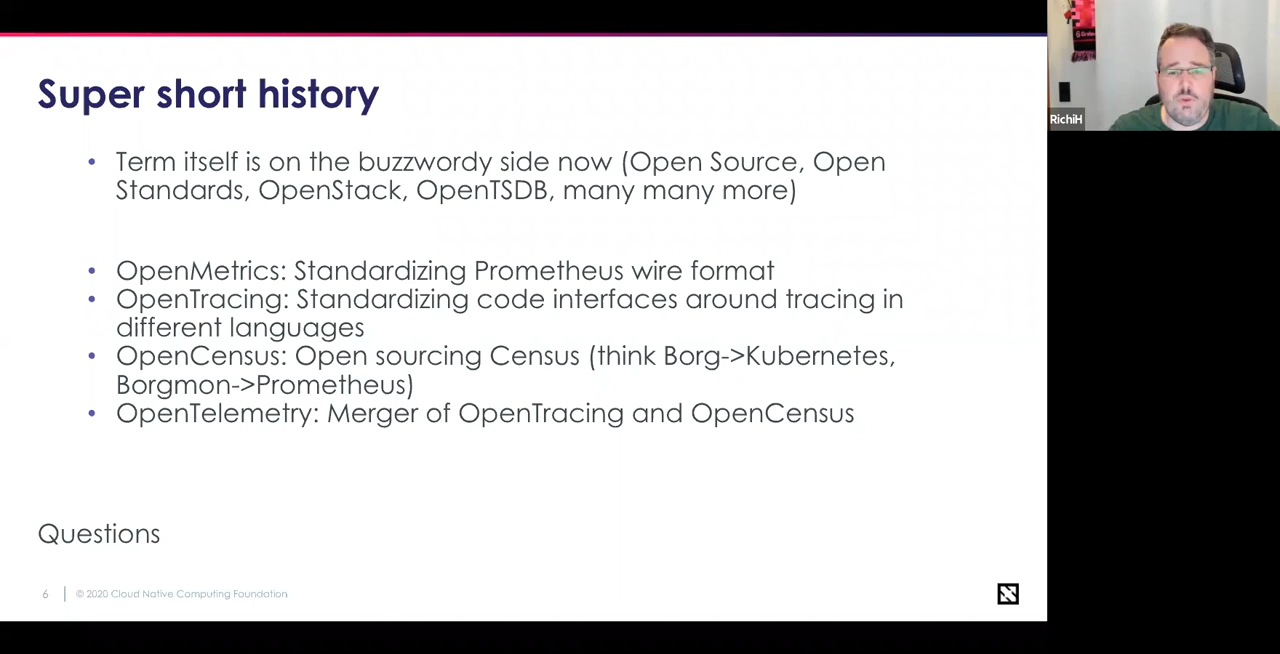 Super short history
• Term itself is on the buzzwordy side now (Open Source, Open
Standards, OpenStack, OpenTSDB, many many more)
• OpenMetrics: Standardizing Prometheus wire format
• OpenTracing: Standardizing code interfaces around tracing in
different languages
• OpenCensus: Open sourcing Census (think Borg->Kubernetes,
Borgmon->Prometheus)
• OpenTelemetry: Merger of OpenTracing and OpenCensus
Questions
6
© 2020 Cloud Native Computing Foundation
RichiH